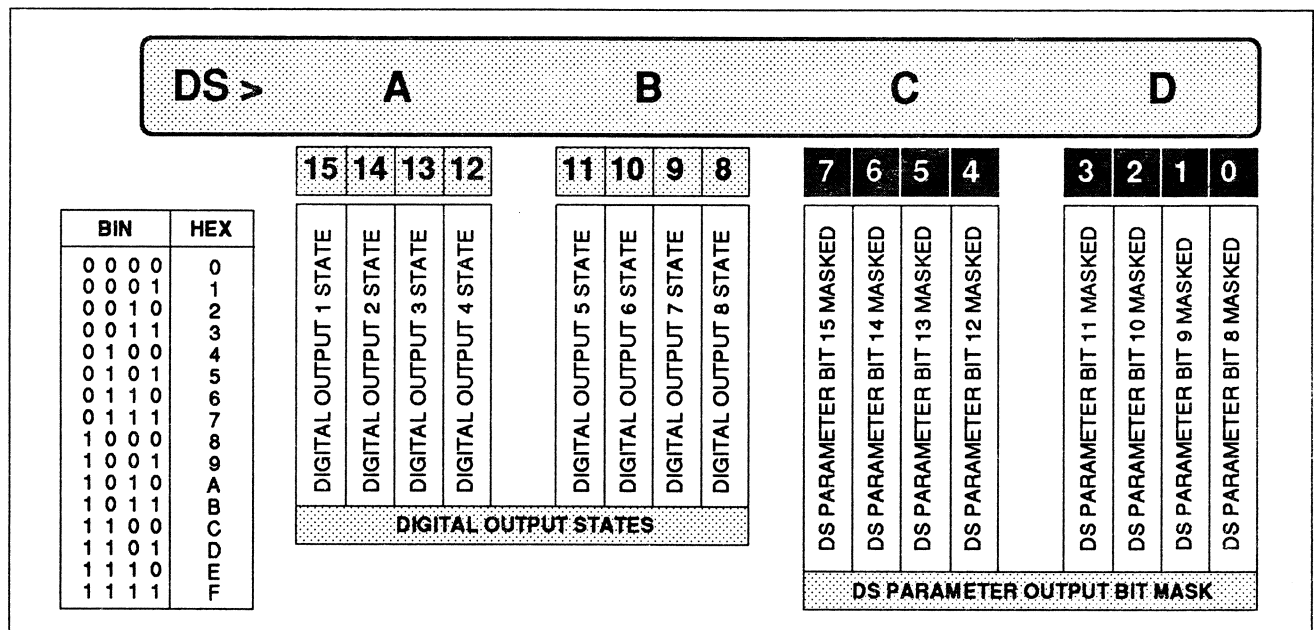 DS > A B C D
15 14 13 12 11 10 9 8 7 6 5 4 3 2 1 0
BIN HEX
0 0 0 0 0
0 0 0 1 1
0 0 1 0 2
0 0 1 1 3
0 1 0 0 4
0 1 0 1 5
0 1 1 0 6
0 1 1 1 7
1 0 0 0 8
1 0 0 1 9
1 0 1 0 A
1 0 1 1 B
1 1 0 0 C
1 1 0 1 D
1 1 1 0 E
1 1 1 1 F
DIGITAL OUTPUT 1 STATE
DIGITAL OUTPUT 2 STATE
DIGITAL OUTPUT 3 STATE
DIGITAL OUTPUT 4 STATE
DIGITAL OUTPUT 5 STATE
DIGITAL OUTPUT 6 STATE
DIGITAL OUTPUT 7 STATE
DIGITAL OUTPUT 8 STATE
DIGITAL OUTPUT STATES
DS PARAMETER BIT 15 MASKED
DS PARAMETER BIT 14 MASKED
DS PARAMETER BIT 13 MASKED
DS PARAMETER BIT 12 MASKED
DS PARAMETER BIT 11 MASKED
DS PARAMETER BIT 10 MASKED
DS PARAMETER BIT 9 MASKED
DS PARAMETER BIT 8 MASKED
DS PARAMETER OUTPUT BIT MASK